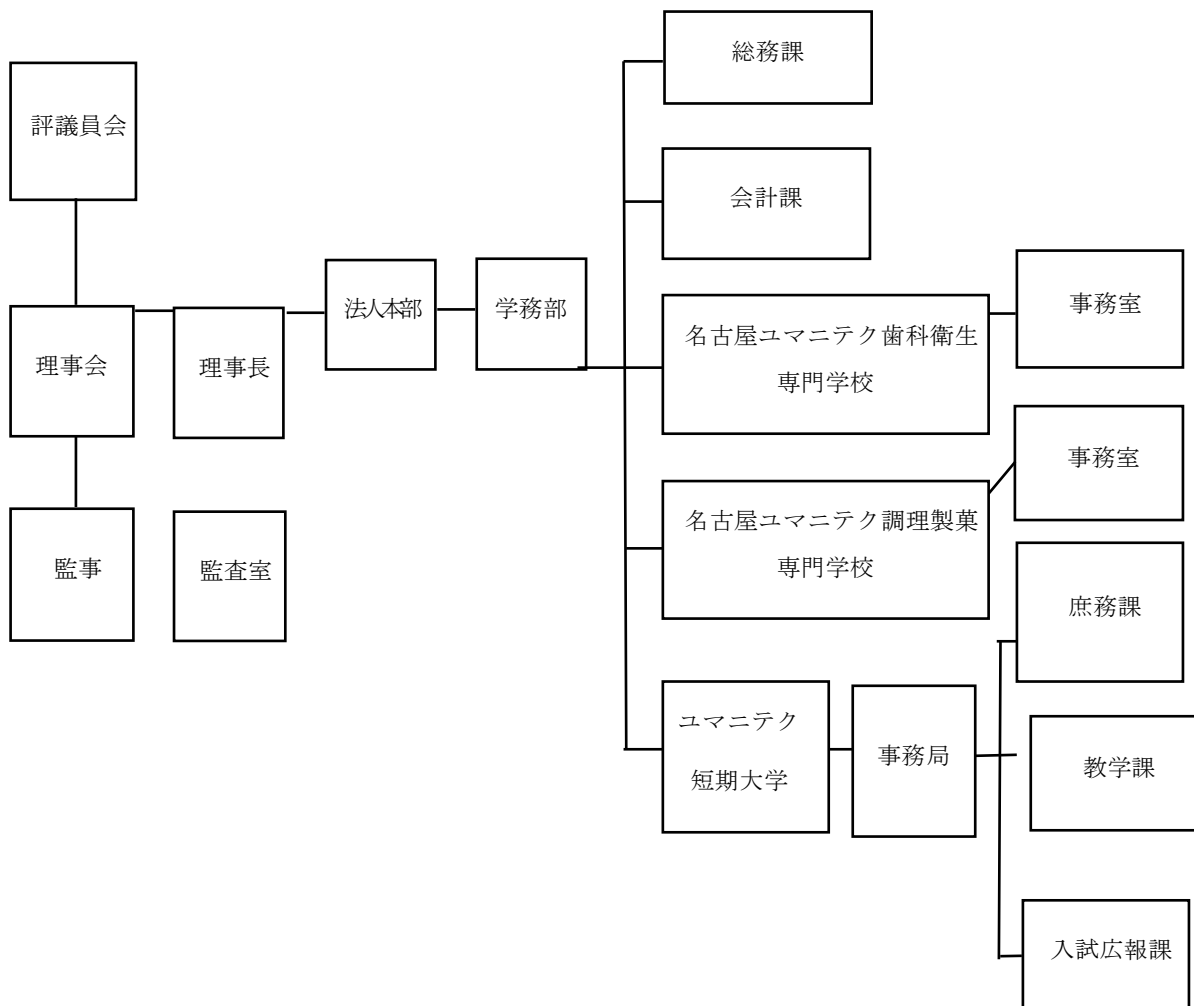 総務課
評議員会
会計課
法人本部
学務部
事務室
理事会
理事長
名古屋ユマニテク歯科衛生
専門学校
事務室
名古屋ユマニテク調理製菓
専門学校
監事
監査室
庶務課
ユマニテク
短期大学
事務局
教学課
入試広報課